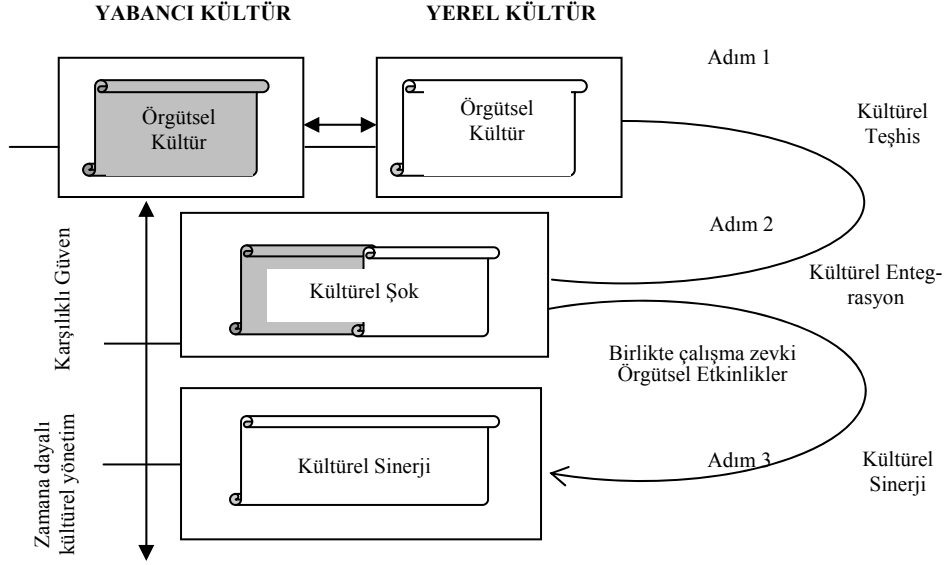 YABANCI KÜLTÜR
YEREL KÜLTÜR
Adım 1
Örgütsel
Kültür
Örgütsel
Kültür
Kültürel
Teşhis
Adım 2
Karşılıklı Güven
Kültürel Şok
Kültürel Enteg-
rasyon
Birlikte çalışma zevki
Örgütsel Etkinlikler
Zamana dayalı
kültürel yönetim
Kültürel Sinerji
Adım 3
Kültürel
Sinerji